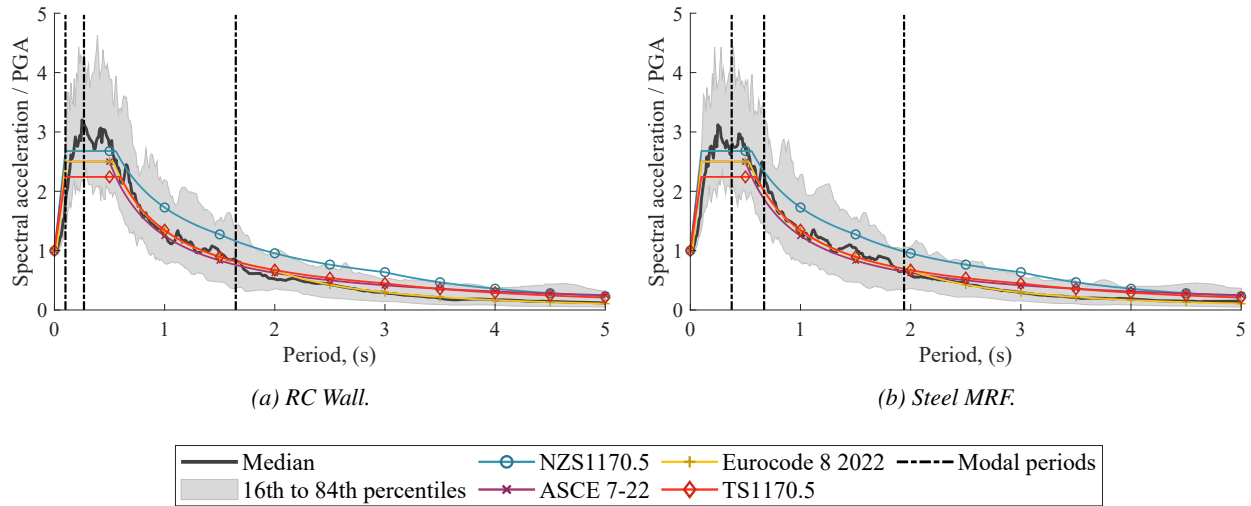 Spectral acceleration / PGA
5
4
3
2
1
0
0 1 2 3 4 5
Period, (s)
(a) RC Wall.
Spectral acceleration / PGA
5
4
3
2
1
0
0 1 2 3 4 5
Period, (s)
(b) Steel MRF.
Median NZS1170.5 Eurocode 8 2022 Modal periods
16th to 84th percentiles ASCE 7-22 TS1170.5